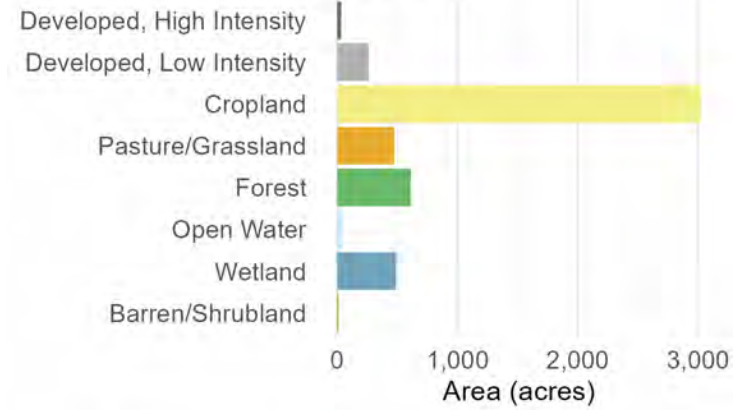 Developed, High Intensity
Developed, Low Intensity
Cropland
Pasture/Grassland
Forest
Open Water
Wetland
Barren/Shrubland
0 1,000 2,000 3,000
Area (acres)